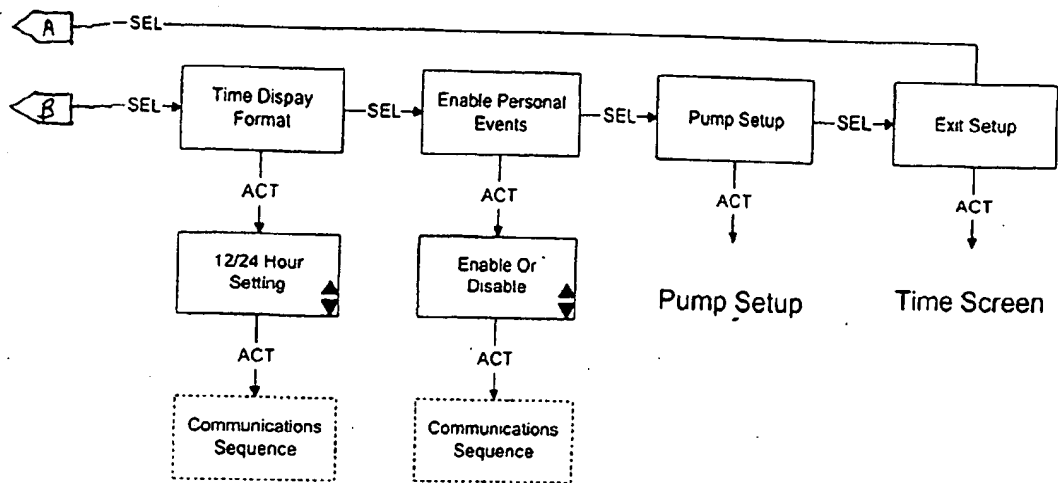 A
SEL
B
SEL
Time Dispay
Format
SEL
Enable Personal
Events
SEL
Pump Setup
SEL
Exit Setup
ACT
ACT
ACT
ACT
12/24 Hour
Setting
Enable Or
Disable
Pump Setup
Time Screen
ACT
ACT
Communications
Sequence
Communications
Sequence